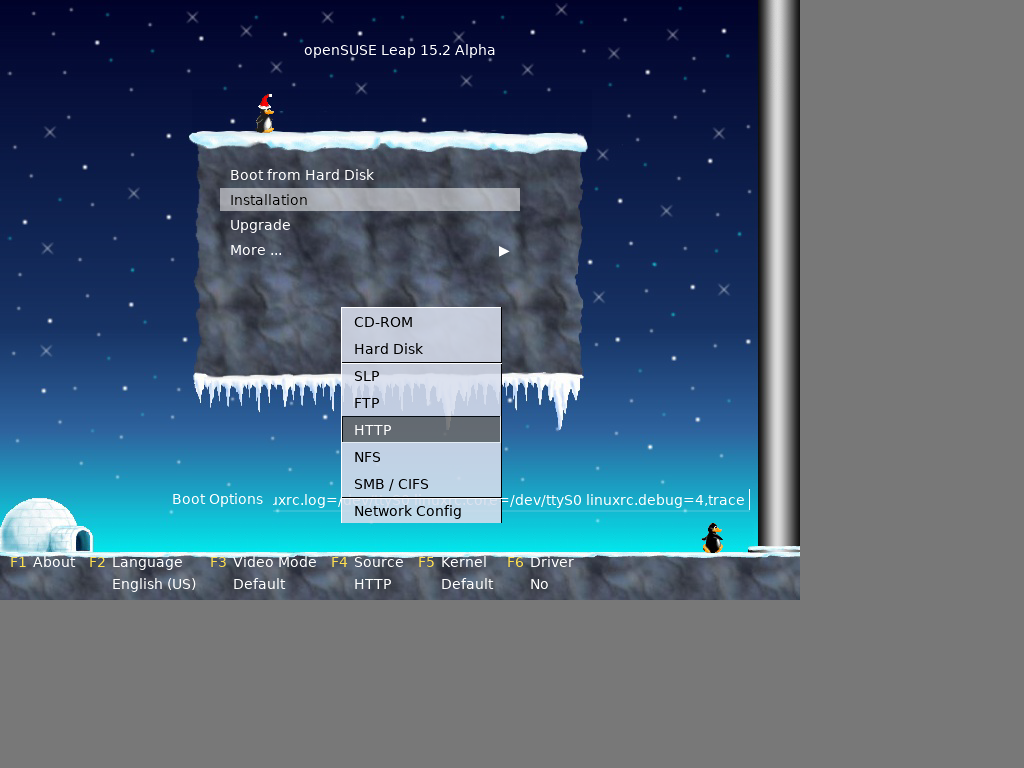 openSUSE Leap 15.2 Alpha
Boot from Hard Disk
Installation
Upgrade
More ...
CD-ROM
Hard Disk
SLP
FTP
HTTP
NFS
SMB / CIFS
Network Config
Boot Options =/dev/ttyS0 linuxrc.debug=4,trace
F1 About F2 Language F3 Video Mode F4 Source F5 Kernel F6 Driver
English (US) Default HTTP Default No